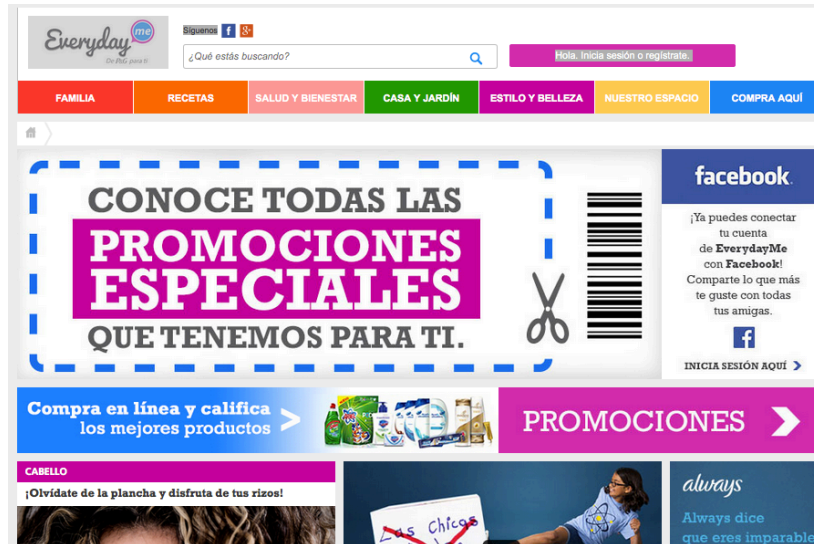 Everyday me
De P&G para ti
Síguenos
¿Qué estás buscando?
Hola. Inicia sesión o regístrate.
FAMILIA
RECETAS
SALUD Y BIENESTAR
CASA Y JARDÍN
ESTILO Y BELLEZA
NUESTRO ESPACIO
COMPRA AQUÍ
CONOCE TODAS LAS
PROMOCIONES
ESPECIALES
QUE TENEMOS PARA TI.
facebook
¡Ya puedes conectar
tu cuenta
de EverydayMe
con Facebook!
Comparte lo que más
te guste con todas
tus amigas.
INICIA SESIÓN AQUÍ
Compra en línea y califica
los mejores productos
PROMOCIONES
CABELLO
¡Olvídate de la plancha y disfruta de tus rizos!
Las Chicas
always
Always dice
que eres imparable